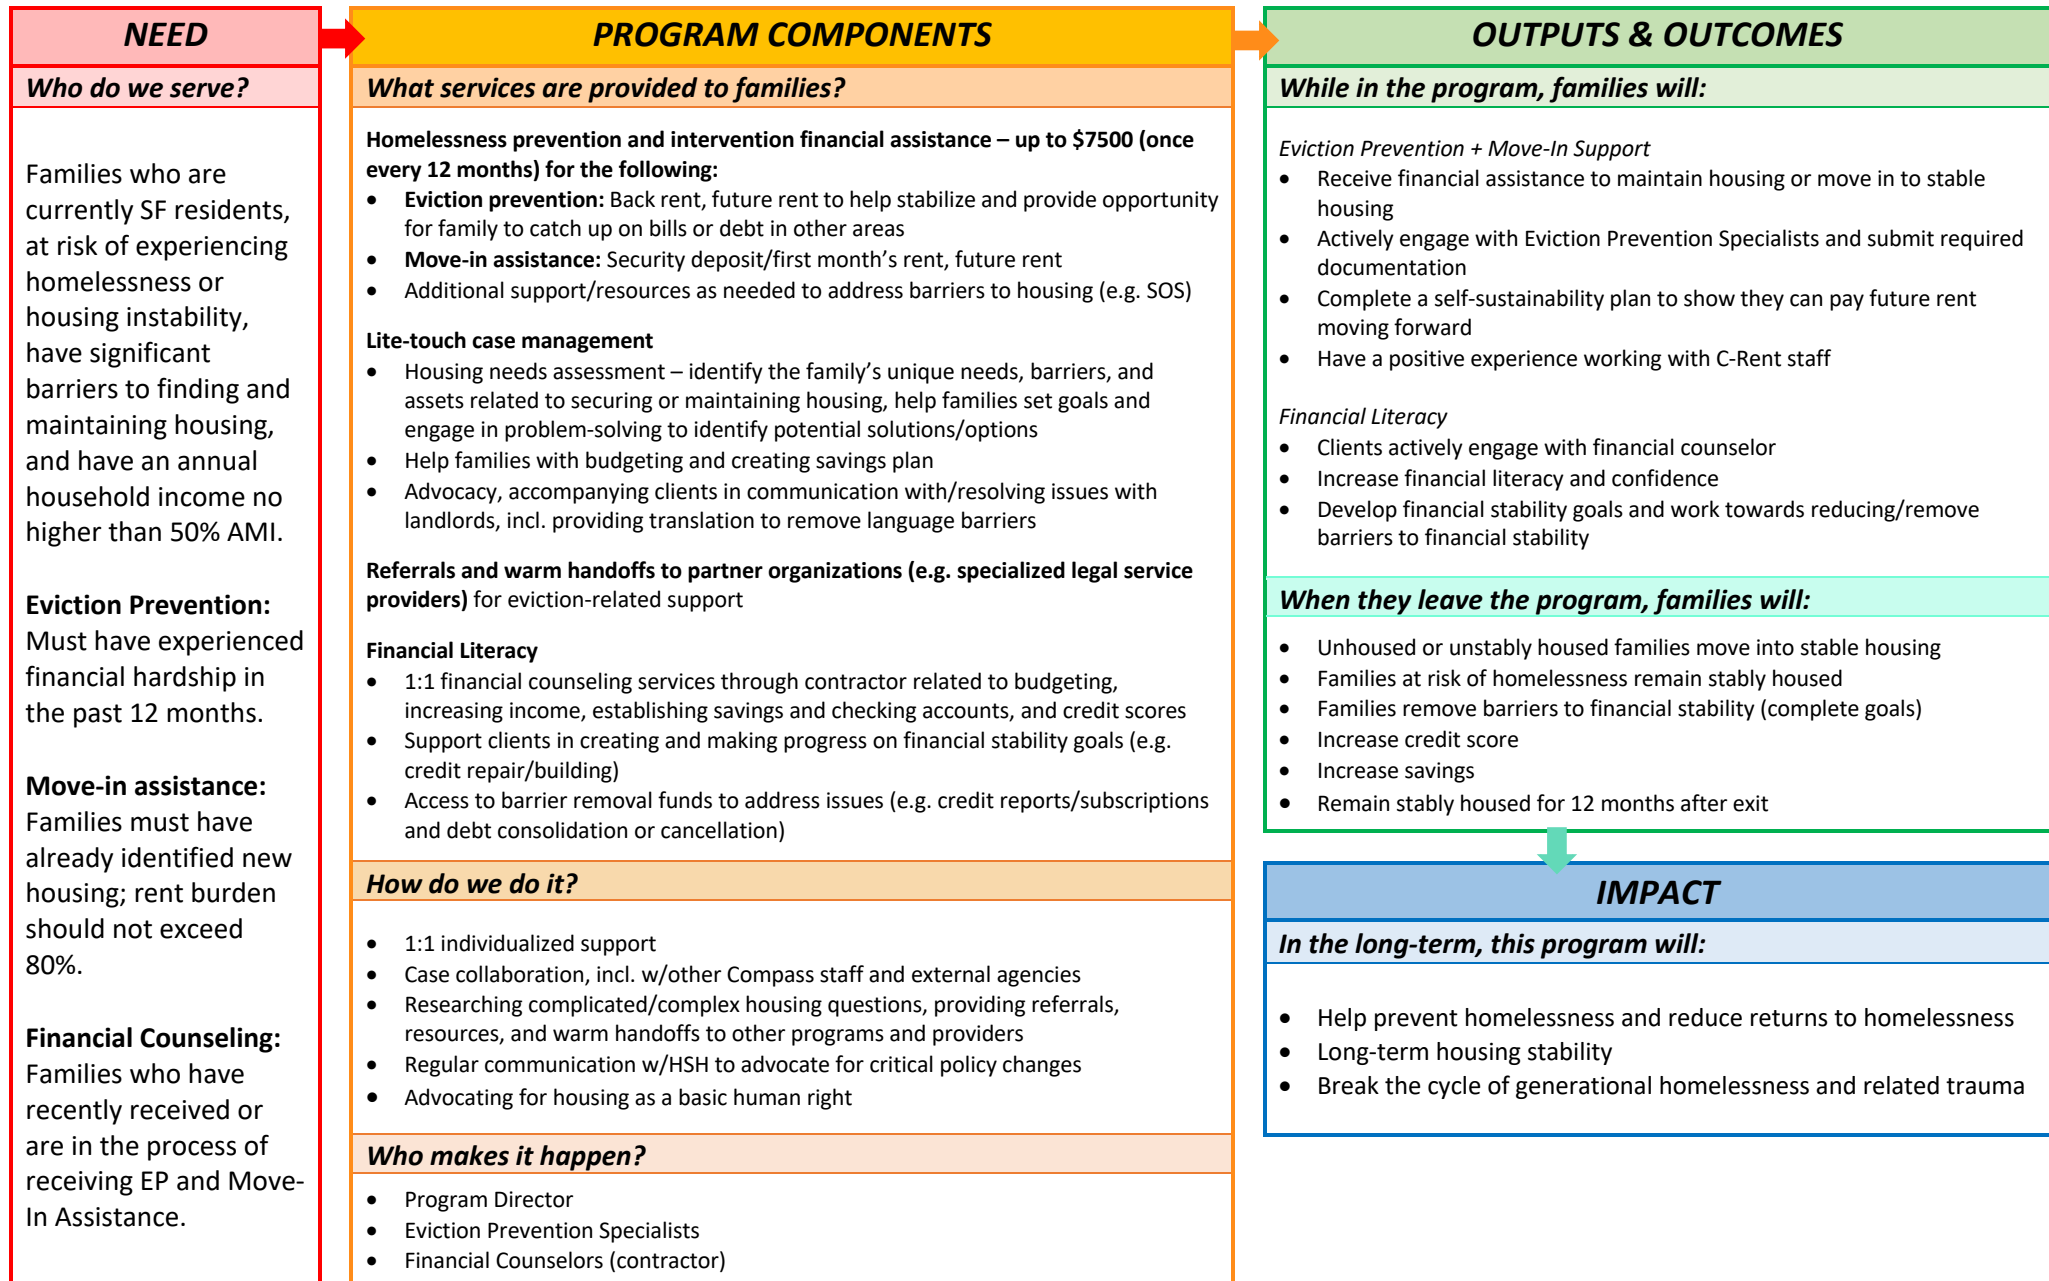 NEED
Who do we serve?
Families who are
currently SF residents,
at risk of experiencing
homelessness or
housing instability,
have significant
barriers to finding and
maintaining housing,
and have an annual
household income no
higher than 50% AMI.
Eviction Prevention:
Must have experienced
financial hardship in
the past 12 months.
Move-in assistance:
Families must have
already identified new
housing; rent burden
should not exceed
80%.
Financial Counseling:
Families who have
recently received or
are in the process of
receiving EP and Move-
In Assistance.
PROGRAM COMPONENTS
What services are provided to families?
Homelessness prevention and intervention financial assistance – up to $7500 (once
every 12 months) for the following:
• Eviction prevention: Back rent, future rent to help stabilize and provide opportunity
for family to catch up on bills or debt in other areas
• Move-in assistance: Security deposit/first month's rent, future rent
• Additional support/resources as needed to address barriers to housing (e.g. SOS)
Lite-touch case management
• Housing needs assessment – identify the family's unique needs, barriers, and
assets related to securing or maintaining housing, help families set goals and
engage in problem-solving to identify potential solutions/options
• Help families with budgeting and creating savings plan
• Advocacy, accompanying clients in communication with/resolving issues with
landlords, incl. providing translation to remove language barriers
Referrals and warm handoffs to partner organizations (e.g. specialized legal service
providers) for eviction-related support
Financial Literacy
• 1:1 financial counseling services through contractor related to budgeting,
increasing income, establishing savings and checking accounts, and credit scores
• Support clients in creating and making progress on financial stability goals (e.g.
credit repair/building)
• Access to barrier removal funds to address issues (e.g. credit reports/subscriptions
and debt consolidation or cancellation)
How do we do it?
• 1:1 individualized support
• Case collaboration, incl. w/other Compass staff and external agencies
• Researching complicated/complex housing questions, providing referrals,
resources, and warm handoffs to other programs and providers
• Regular communication w/HSH to advocate for critical policy changes
• Advocating for housing as a basic human right
Who makes it happen?
• Program Director
• Eviction Prevention Specialists
• Financial Counselors (contractor)
OUTPUTS & OUTCOMES
While in the program, families will:
Eviction Prevention + Move-In Support
• Receive financial assistance to maintain housing or move in to stable
housing
• Actively engage with Eviction Prevention Specialists and submit required
documentation
• Complete a self-sustainability plan to show they can pay future rent
moving forward
• Have a positive experience working with C-Rent staff
Financial Literacy
• Clients actively engage with financial counselor
• Increase financial literacy and confidence
• Develop financial stability goals and work towards reducing/remove
barriers to financial stability
When they leave the program, families will:
• Unhoused or unstably housed families move into stable housing
• Families at risk of homelessness remain stably housed
• Families remove barriers to financial stability (complete goals)
• Increase credit score
• Increase savings
• Remain stably housed for 12 months after exit
IMPACT
In the long-term, this program will:
• Help prevent homelessness and reduce returns to homelessness
• Long-term housing stability
• Break the cycle of generational homelessness and related trauma